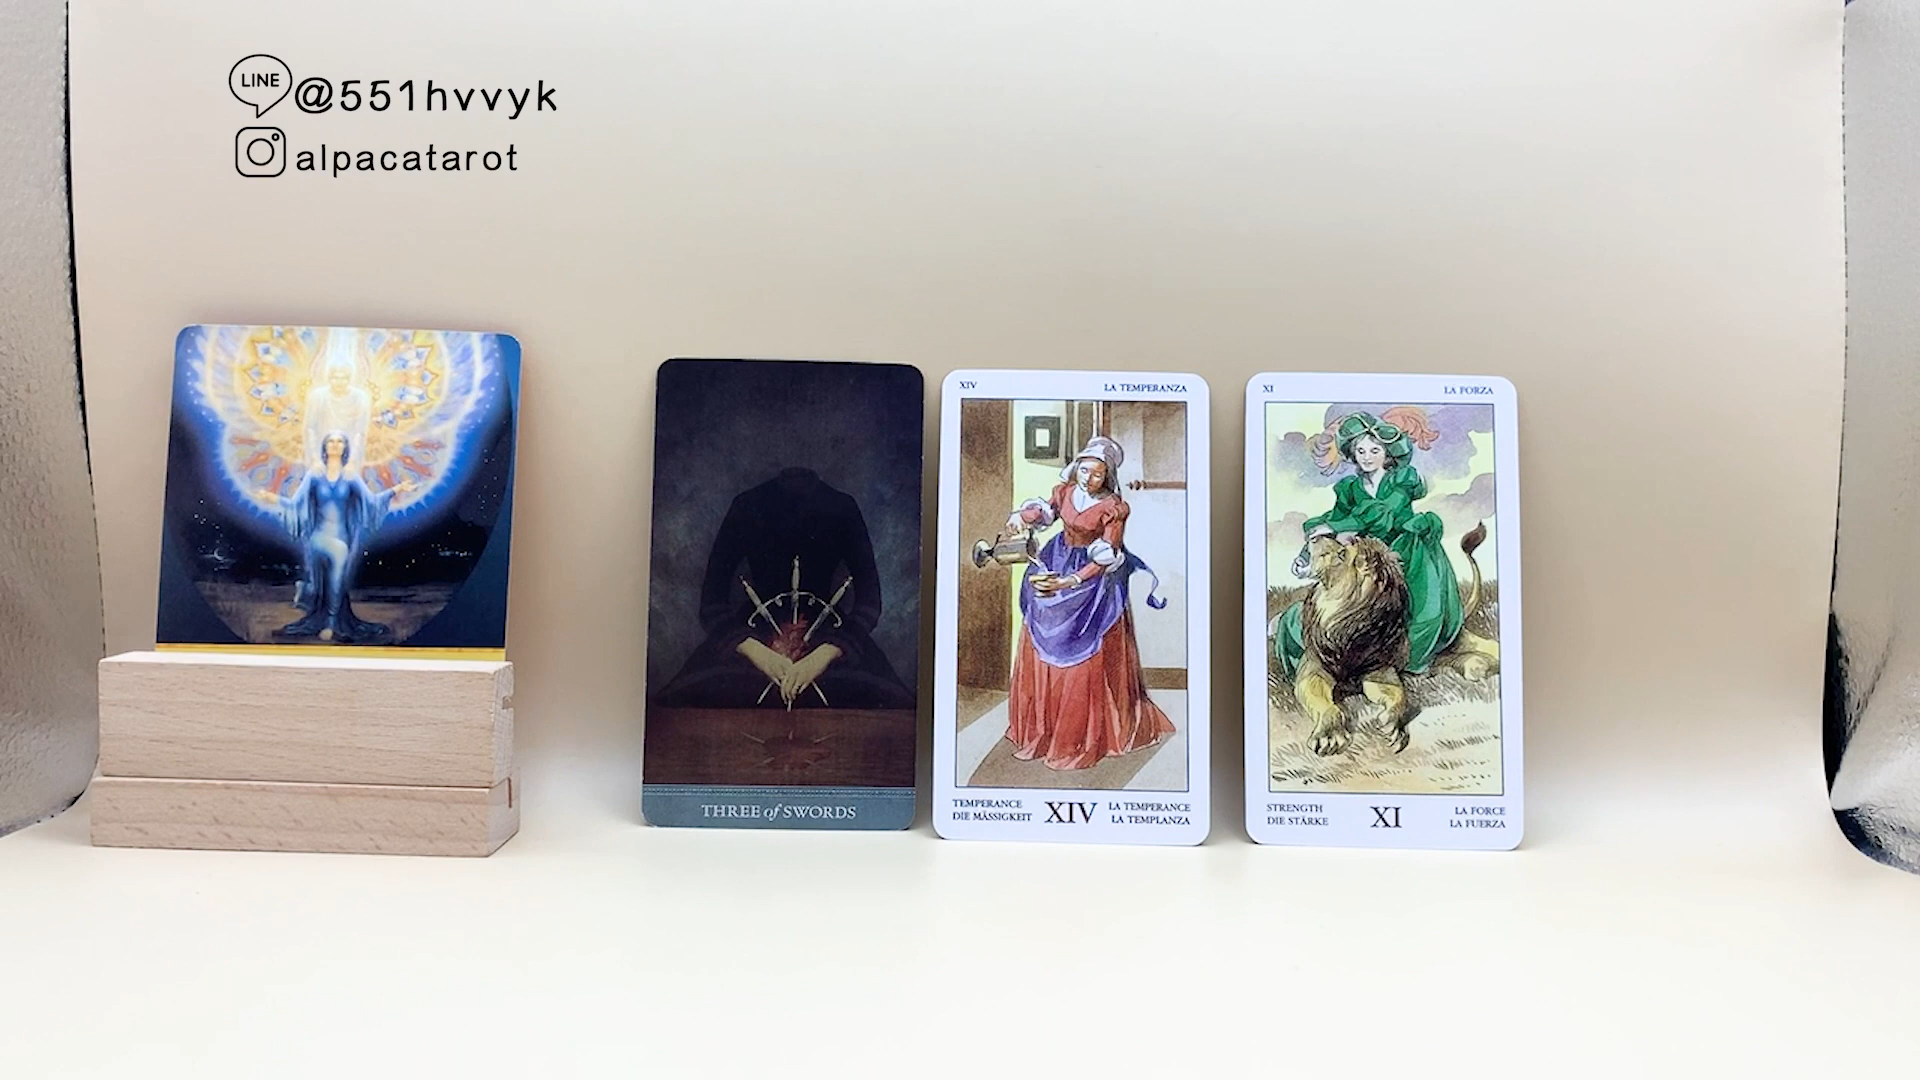 LINE @551hvvyk
alpacatarot
THREE of SWORDS
XIV LA TEMPERANZA
TEMPERANCE LA TEMPERANCE
XIV
DIE MÄSSIGKEIT LA TEMPLANZA
XI LA FORZA
STRENGTH LA FORCE
XI
DIE STÄRKE LA FUERZA